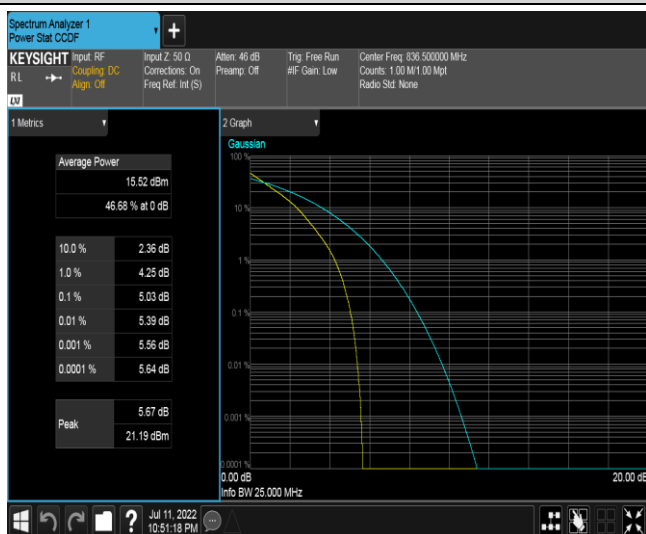 Spectrum Analyzer 1
Power Stat CCDF
+
KEYSIGHT
RL
LXI
Input: RF
Coupling: DC
Align: Off
Input Z: 50 Ω
Corrections: On
Freq Ref: Int (S)
Atten: 46 dB
Preamp: Off
Trig: Free Run
#IF Gain: Low
Center Freq: 836.500000 MHz
Counts: 1.00 M/1.00 Mpt
Radio Std: None
1 Metrics
Average Power
15.52 dBm
46.68 % at 0 dB
10.0 % 2.36 dB
1.0 % 4.25 dB
0.1 % 5.03 dB
0.01 % 5.39 dB
0.001 % 5.56 dB
0.0001 % 5.64 dB
Peak
5.67 dB
21.19 dBm
2 Graph
Gaussian
100 %
10 %
1 %
0.1 %
0.01 %
0.001 %
0.0001 %
0.00 dB 20.00 dB
Info BW 25.000 MHz
?
Jul 11, 2022
10:51:18 PM